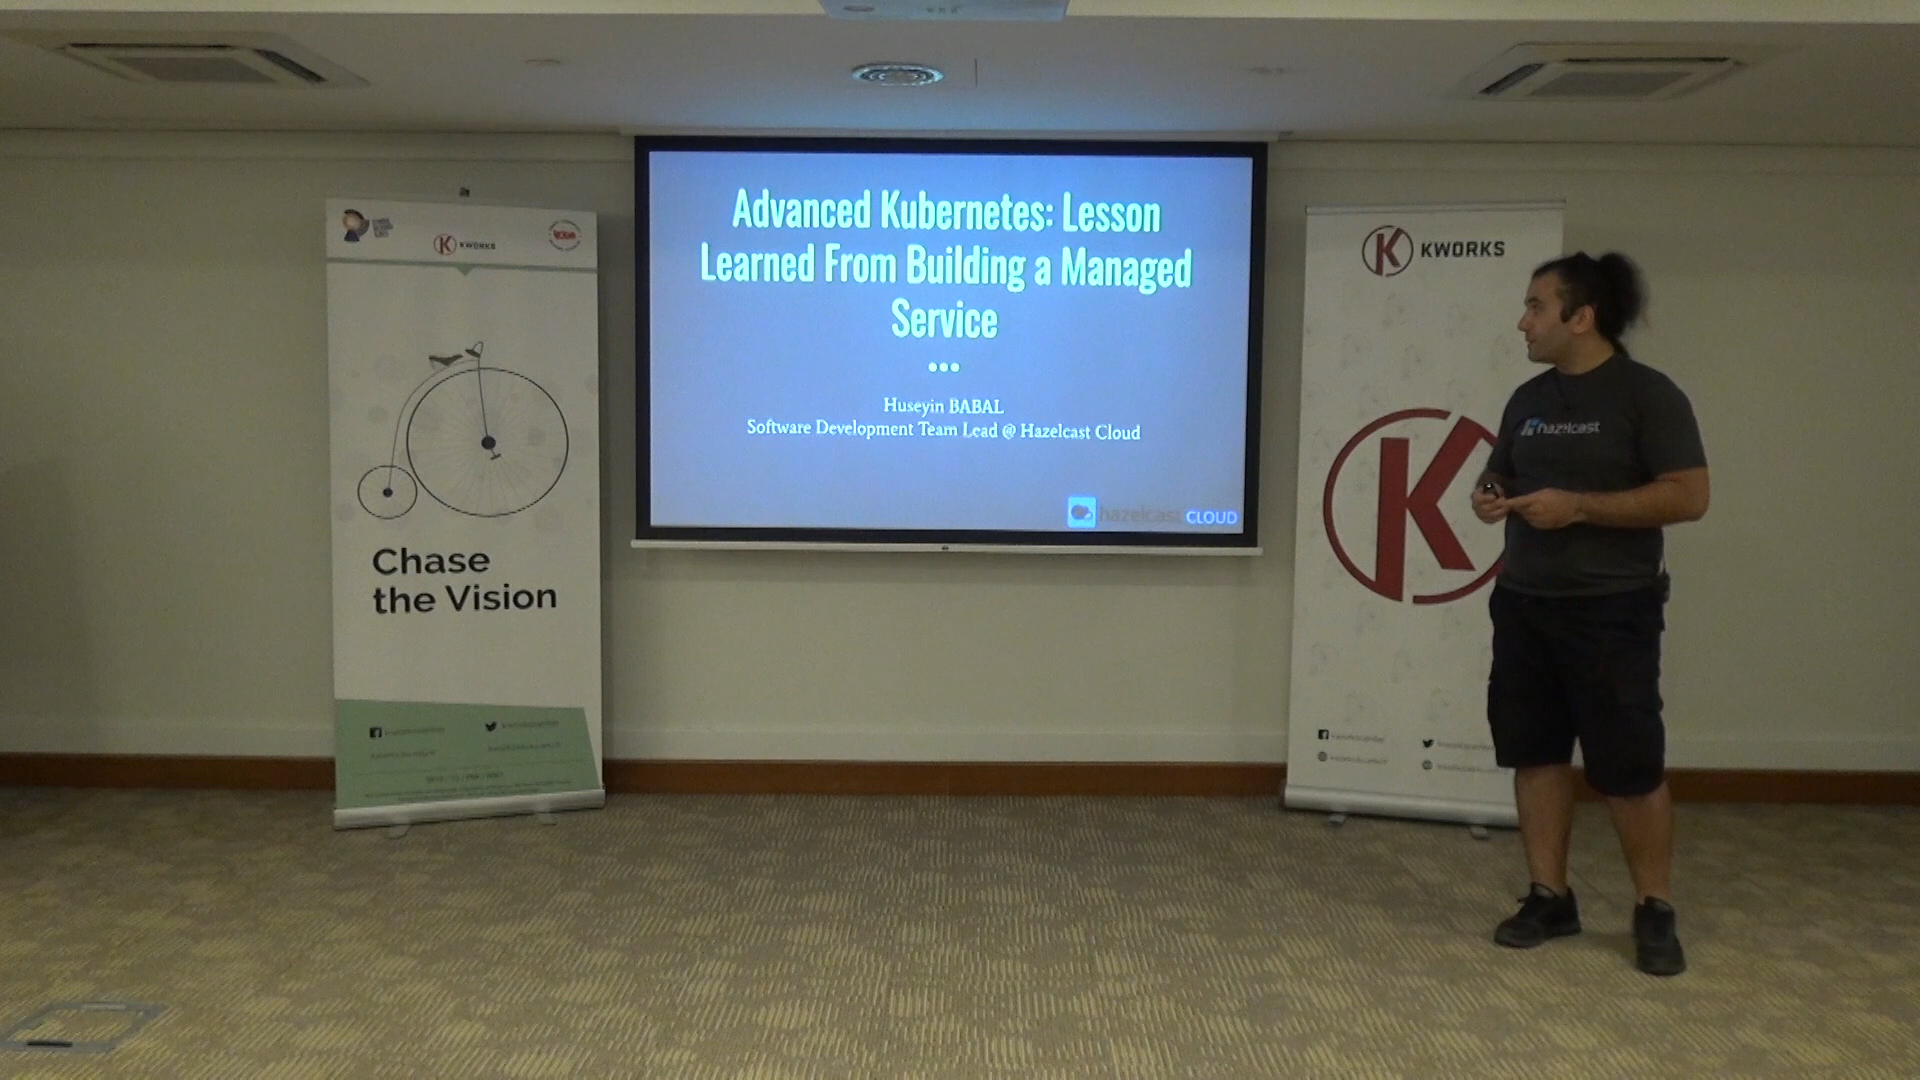 KWORKS
Chase
the Vision
Advanced Kubernetes: Lesson
Learned From Building a Managed
Service
Huseyin BABAL
Software Development Team Lead @ Hazelcast Cloud
hazelcast CLOUD
K KWORKS
K
hazelcast